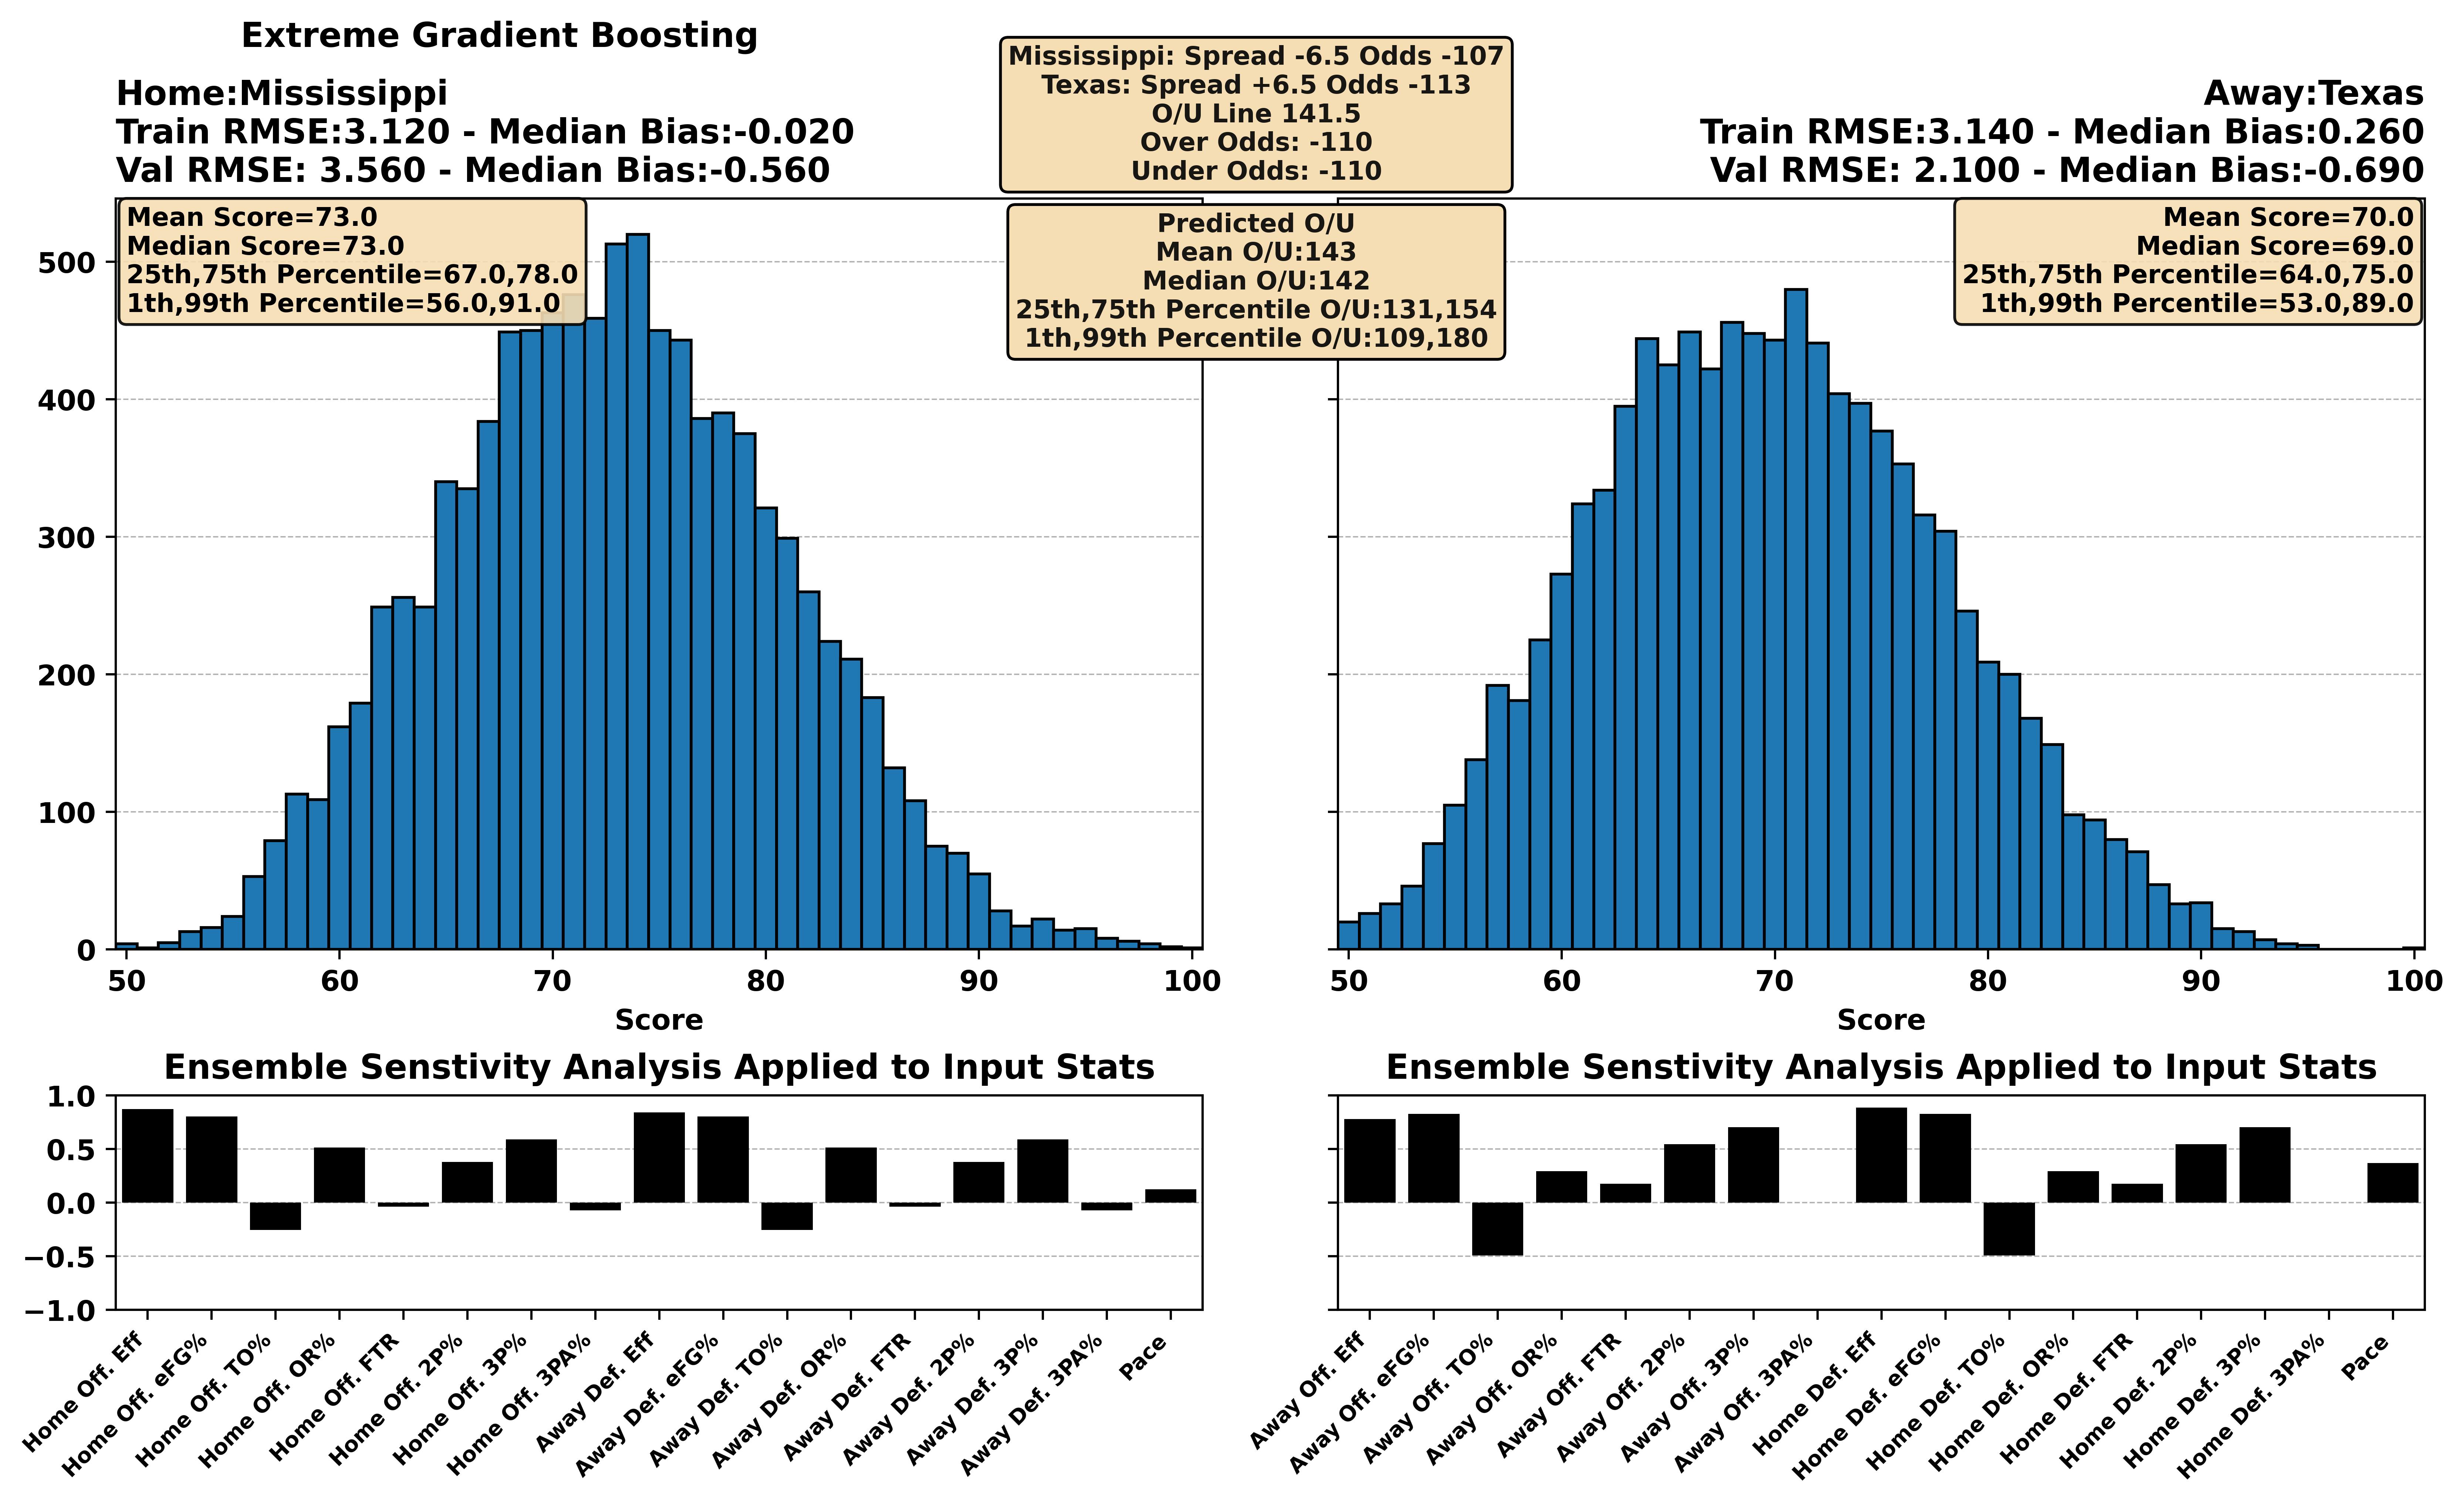 Extreme Gradient Boosting
Home:Mississippi
Train RMSE:3.120 - Median Bias:-0.020
Val RMSE: 3.560 - Median Bias:-0.560
Mississippi: Spread -6.5 Odds -107
Texas: Spread +6.5 Odds -113
O/U Line 141.5
Over Odds: -110
Under Odds: -110
Away:Texas
Train RMSE:3.140 - Median Bias:0.260
Val RMSE: 2.100 - Median Bias:-0.690
Mean Score=73.0
Median Score=73.0
25th,75th Percentile=67.0,78.0
1th,99th Percentile=56.0,91.0
Predicted O/U
Mean O/U:143
Median O/U:142
25th,75th Percentile O/U:131,154
1th,99th Percentile O/U:109,180
Mean Score=70.0
Median Score=69.0
25th,75th Percentile=64.0,75.0
1th,99th Percentile=53.0,89.0
500
400
300
200
100
0
50 60 70 80 90 100
Score
50 60 70 80 90 100
Score
Ensemble Senstivity Analysis Applied to Input Stats
1.0
0.5
0.0
−0.5
−1.0
Home Off. Eff
Home Off. eFG%
Home Off. TO%
Home Off. OR%
Home Off. FTR
Home Off. 2P%
Home Off. 3P%
Home Off. 3PA%
Away Def. Eff
Away Def. eFG%
Away Def. TO%
Away Def. OR%
Away Def. FTR
Away Def. 2P%
Away Def. 3P%
Away Def. 3PA%
Pace
Ensemble Senstivity Analysis Applied to Input Stats
Away Off. Eff
Away Off. eFG%
Away Off. TO%
Away Off. OR%
Away Off. FTR
Away Off. 2P%
Away Off. 3P%
Away Off. 3PA%
Home Def. Eff
Home Def. eFG%
Home Def. TO%
Home Def. OR%
Home Def. FTR
Home Def. 2P%
Home Def. 3P%
Home Def. 3PA%
Pace